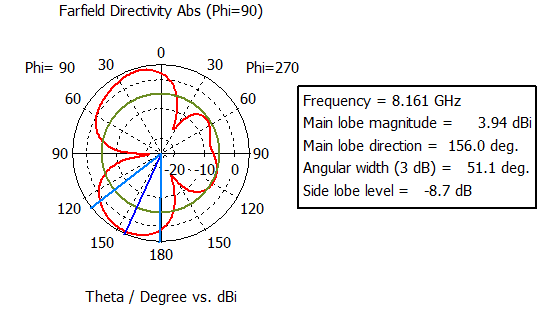 Farfield Directivity Abs (Phi=90)
0
Phi= 90 30 30 Phi=270
60 60
90 -20 -10 0 90
120 120
150 150
180
Theta / Degree vs. dBi
Frequency = 8.161 GHz
Main lobe magnitude = 3.94 dBi
Main lobe direction = 156.0 deg.
Angular width (3 dB) = 51.1 deg.
Side lobe level = -8.7 dB